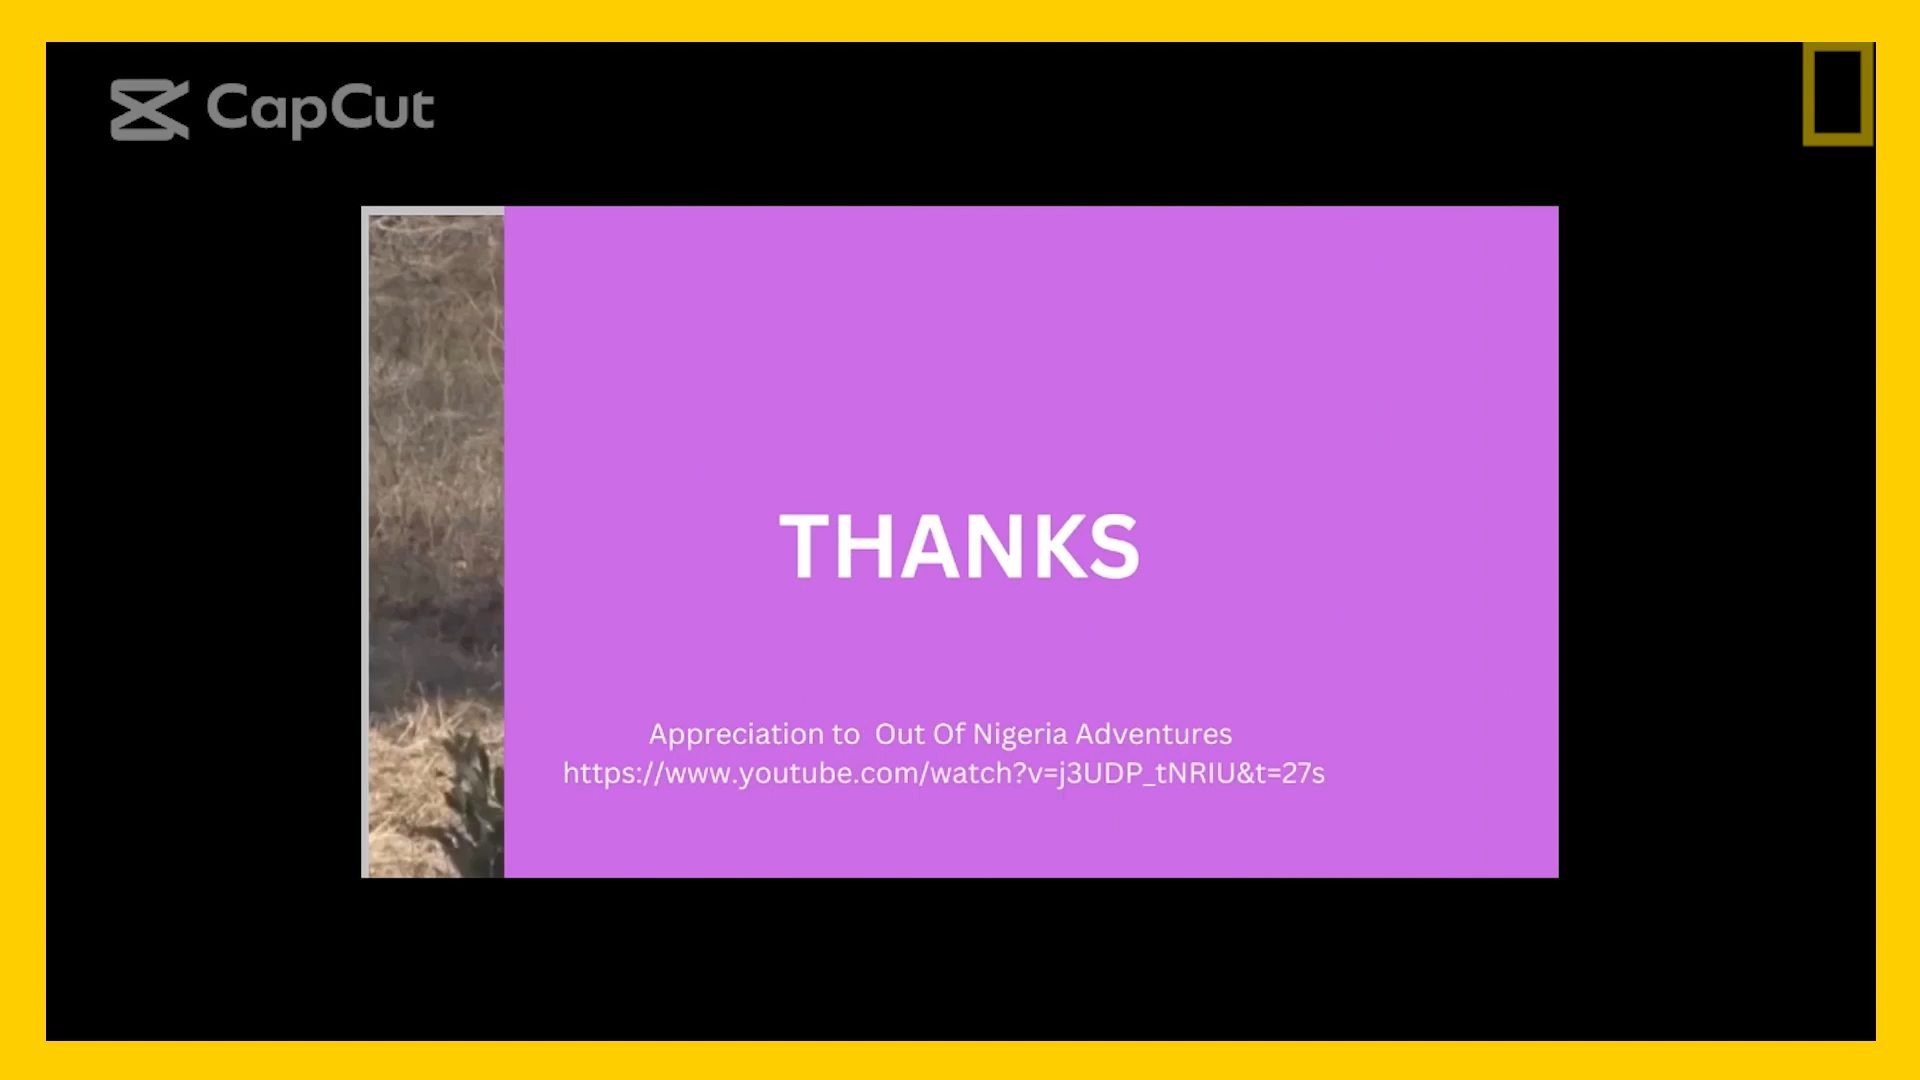 CapCut
THANKS
Appreciation to  Out Of Nigeria Adventures
https://www.youtube.com/watch?v=j3UDP_tNRIU&t=27s